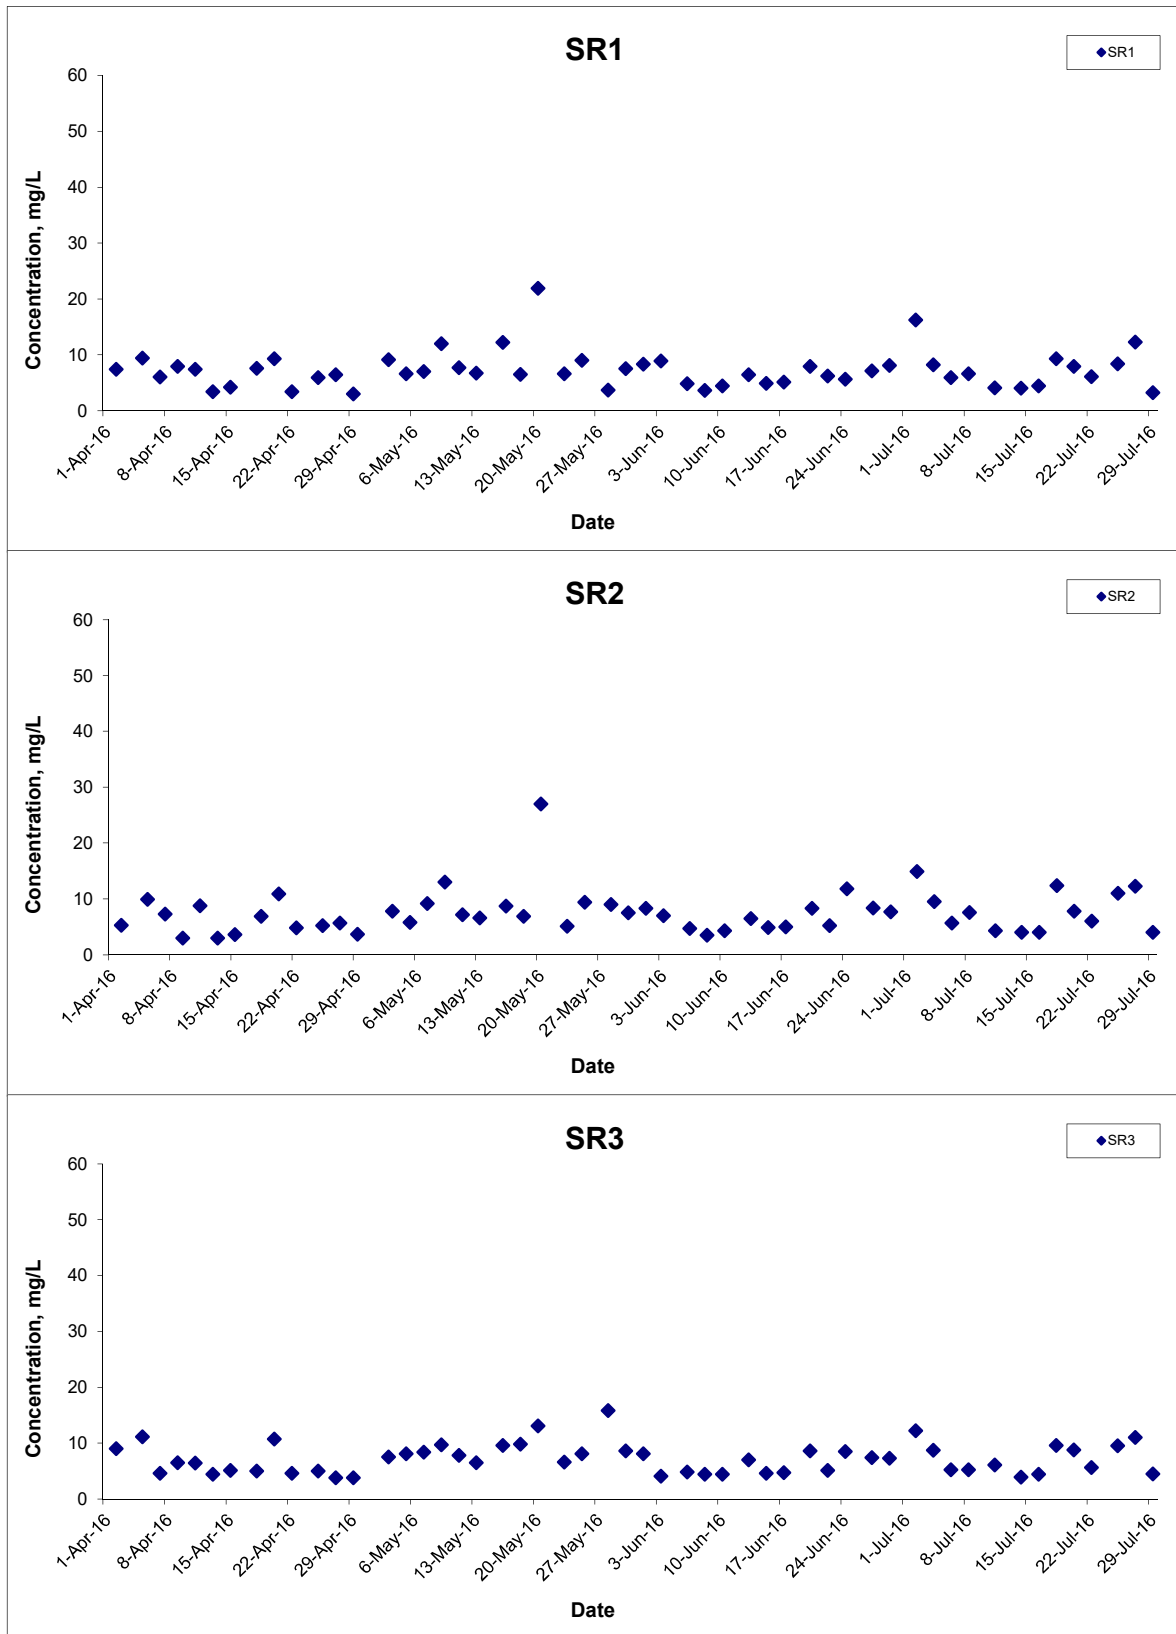 SR1
SR1
60
50
40
30
20
10
0
Concentration, mg/L
1-Apr-16
8-Apr-16
15-Apr-16
22-Apr-16
29-Apr-16
6-May-16
13-May-16
20-May-16
27-May-16
3-Jun-16
10-Jun-16
17-Jun-16
24-Jun-16
1-Jul-16
8-Jul-16
15-Jul-16
22-Jul-16
29-Jul-16
Date
SR2
SR2
60
50
40
30
20
10
0
Concentration, mg/L
1-Apr-16
8-Apr-16
15-Apr-16
22-Apr-16
29-Apr-16
6-May-16
13-May-16
20-May-16
27-May-16
3-Jun-16
10-Jun-16
17-Jun-16
24-Jun-16
1-Jul-16
8-Jul-16
15-Jul-16
22-Jul-16
29-Jul-16
Date
SR3
SR3
60
50
40
30
20
10
0
Concentration, mg/L
1-Apr-16
8-Apr-16
15-Apr-16
22-Apr-16
29-Apr-16
6-May-16
13-May-16
20-May-16
27-May-16
3-Jun-16
10-Jun-16
17-Jun-16
24-Jun-16
1-Jul-16
8-Jul-16
15-Jul-16
22-Jul-16
29-Jul-16
Date